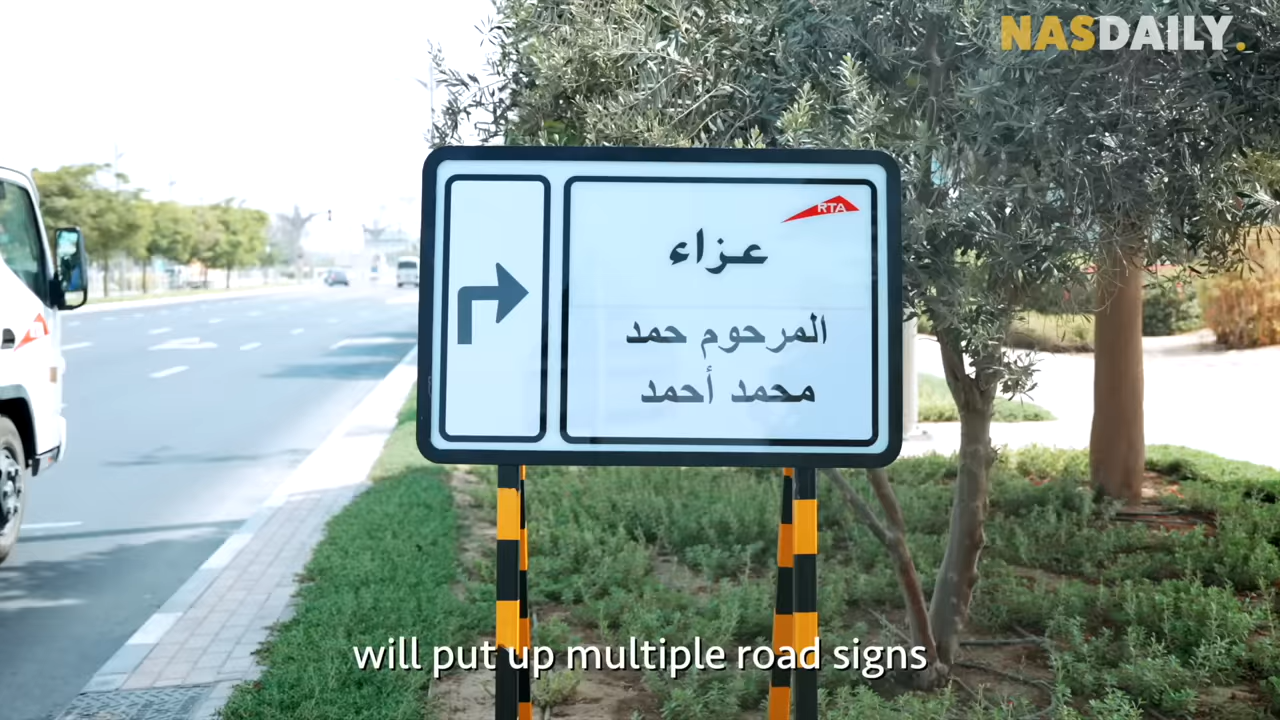 NASDAILY.
RTA
عزاء
المرحوم حمد
محمد أحمد
will put up multiple road signs